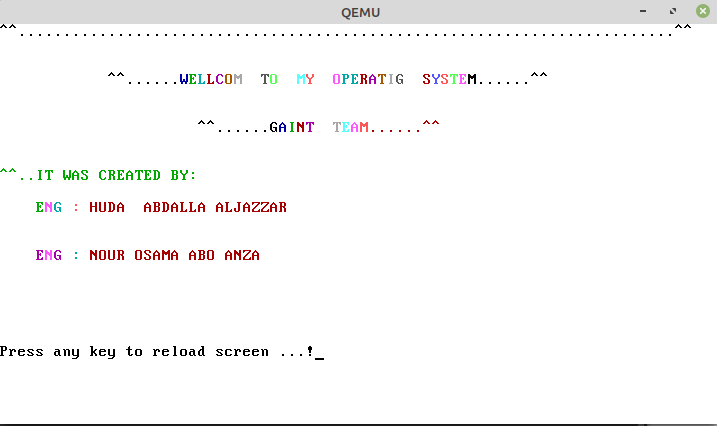 QEMU
^^.........................................................................^^
^^......WELLCOM  TO  MY  OPERATIG  SYSTEM......^^
^^......GAINT  TEAM......^^
^^..IT WAS CREATED BY:
ENG : HUDA  ABDALLA ALJAZZAR
ENG : NOUR OSAMA ABO ANZA
Press any key to reload screen ...!_